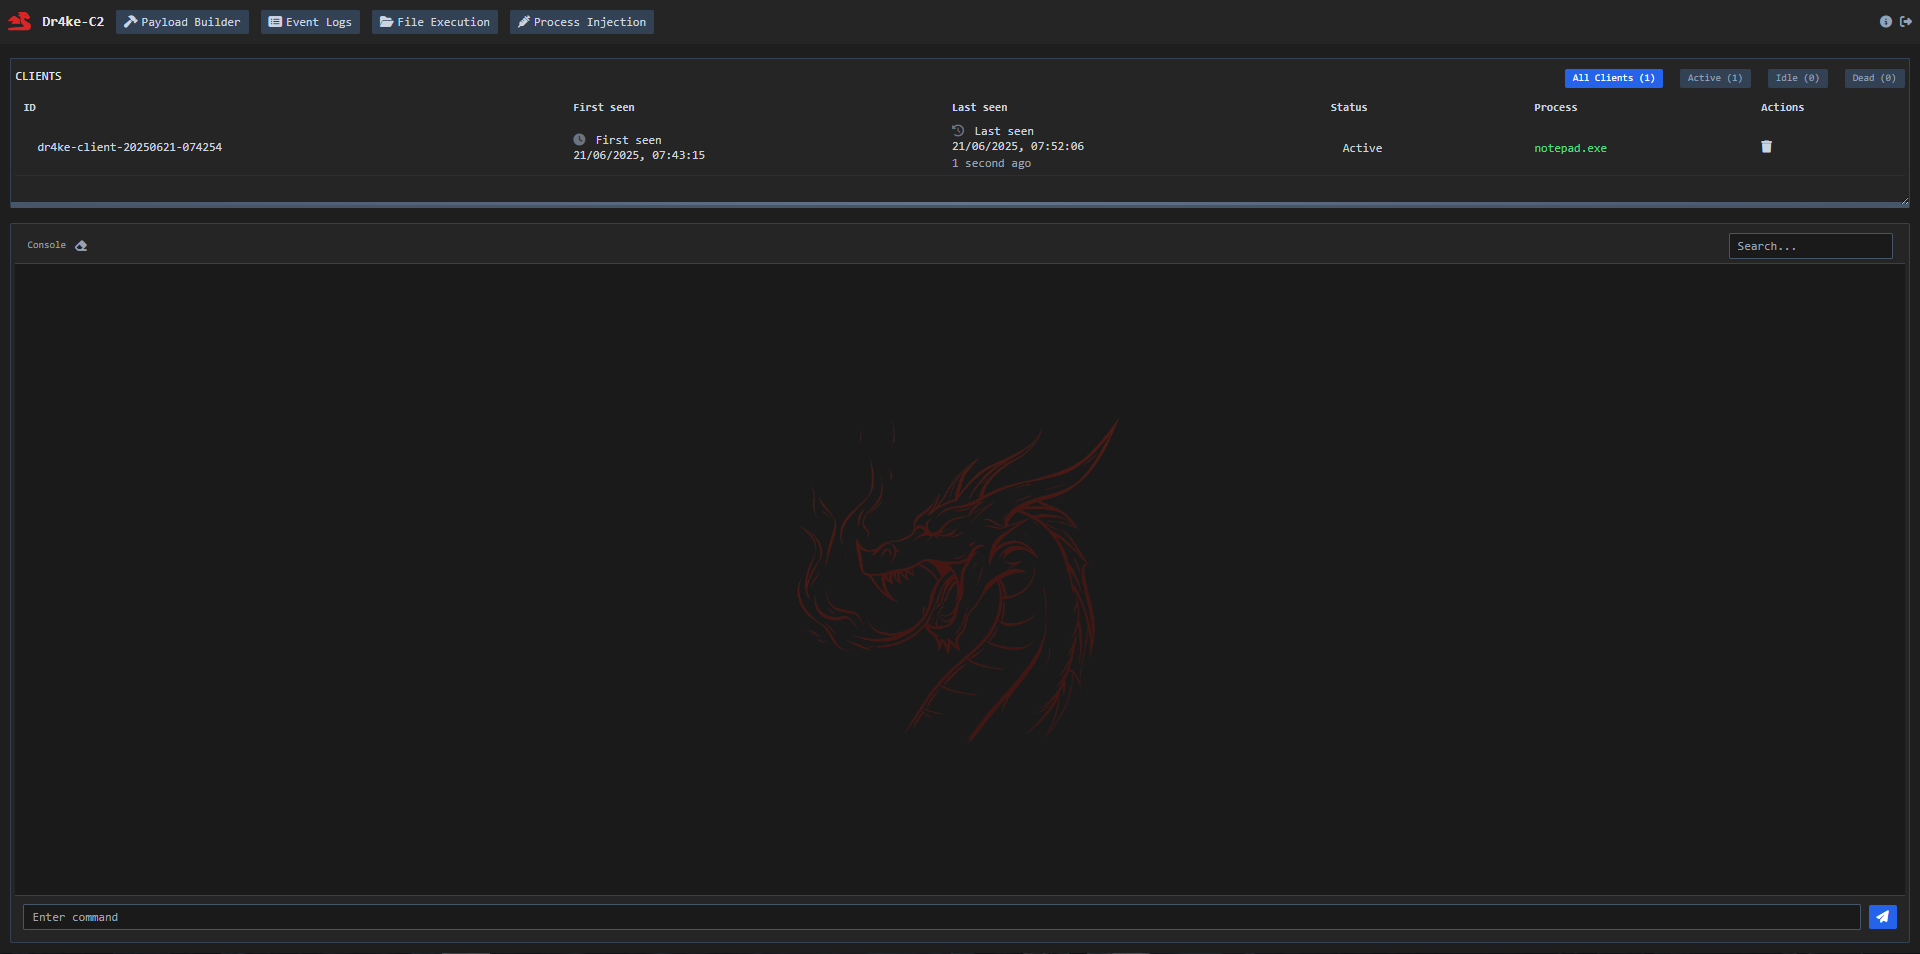 Dr4ke-C2 Payload Builder Event Logs File Execution Process Injection
CLIENTS
All Clients (1) Active (1) Idle (0) Dead (0)
ID First seen Last seen Status Process Actions
dr4ke-client-20250621-074254
First seen
21/06/2025, 07:43:15
Last seen
21/06/2025, 07:52:06
1 second ago
Active
notepad.exe
Console
Search...
Enter command